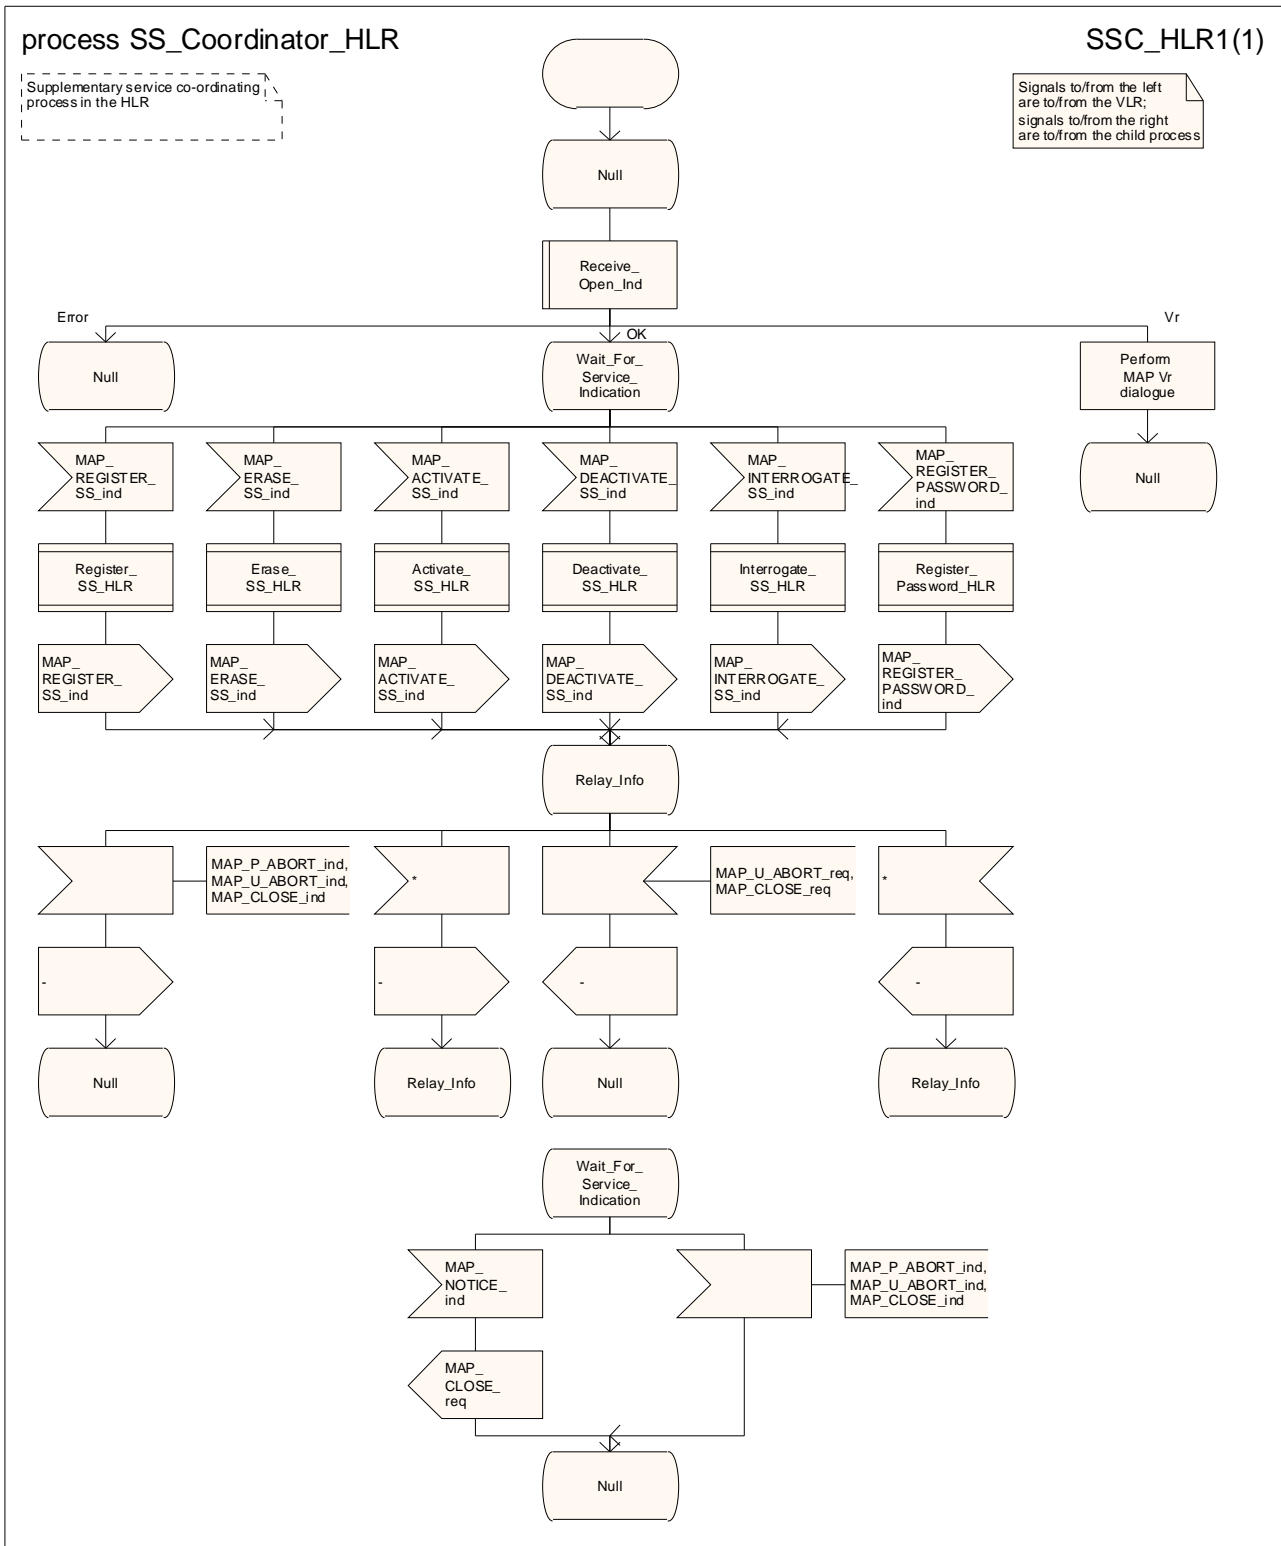 process SS_Coordinator_HLR
SSC_HLR1(1)
Supplementary service co-ordinating
process in the HLR
Signals to/from the left
are to/from the VLR;
signals to/from the right
are to/from the child process
Null
Receive_
Open_Ind
Error
OK
Vr
Null
Wait_For_
Service_
Indication
Perform
MAP Vr
dialogue
MAP_
REGISTER_
SS_ind
MAP_
ERASE_
SS_ind
MAP_
ACTIVATE_
SS_ind
MAP_
DEACTIVATE_
SS_ind
MAP_
INTERROGATE_
SS_ind
MAP_
REGISTER_
PASSWORD_
ind
Null
Register_
SS_HLR
Erase_
SS_HLR
Activate_
SS_HLR
Deactivate_
SS_HLR
Interrogate_
SS_HLR
Register_
Password_HLR
MAP_
REGISTER_
SS_ind
MAP_
ERASE_
SS_ind
MAP_
ACTIVATE_
SS_ind
MAP_
DEACTIVATE_
SS_ind
MAP_
INTERROGATE_
SS_ind
MAP_
REGISTER_
PASSWORD_
ind
Relay_Info
MAP_P_ABORT_ind,
MAP_U_ABORT_ind,
MAP_CLOSE_ind
*
MAP_U_ABORT_req,
MAP_CLOSE_req
*
-
-
-
-
Null
Relay_Info
Null
Relay_Info
Wait_For_
Service_
Indication
MAP_
NOTICE_
ind
MAP_P_ABORT_ind,
MAP_U_ABORT_ind,
MAP_CLOSE_ind
MAP_
CLOSE_
req
Null